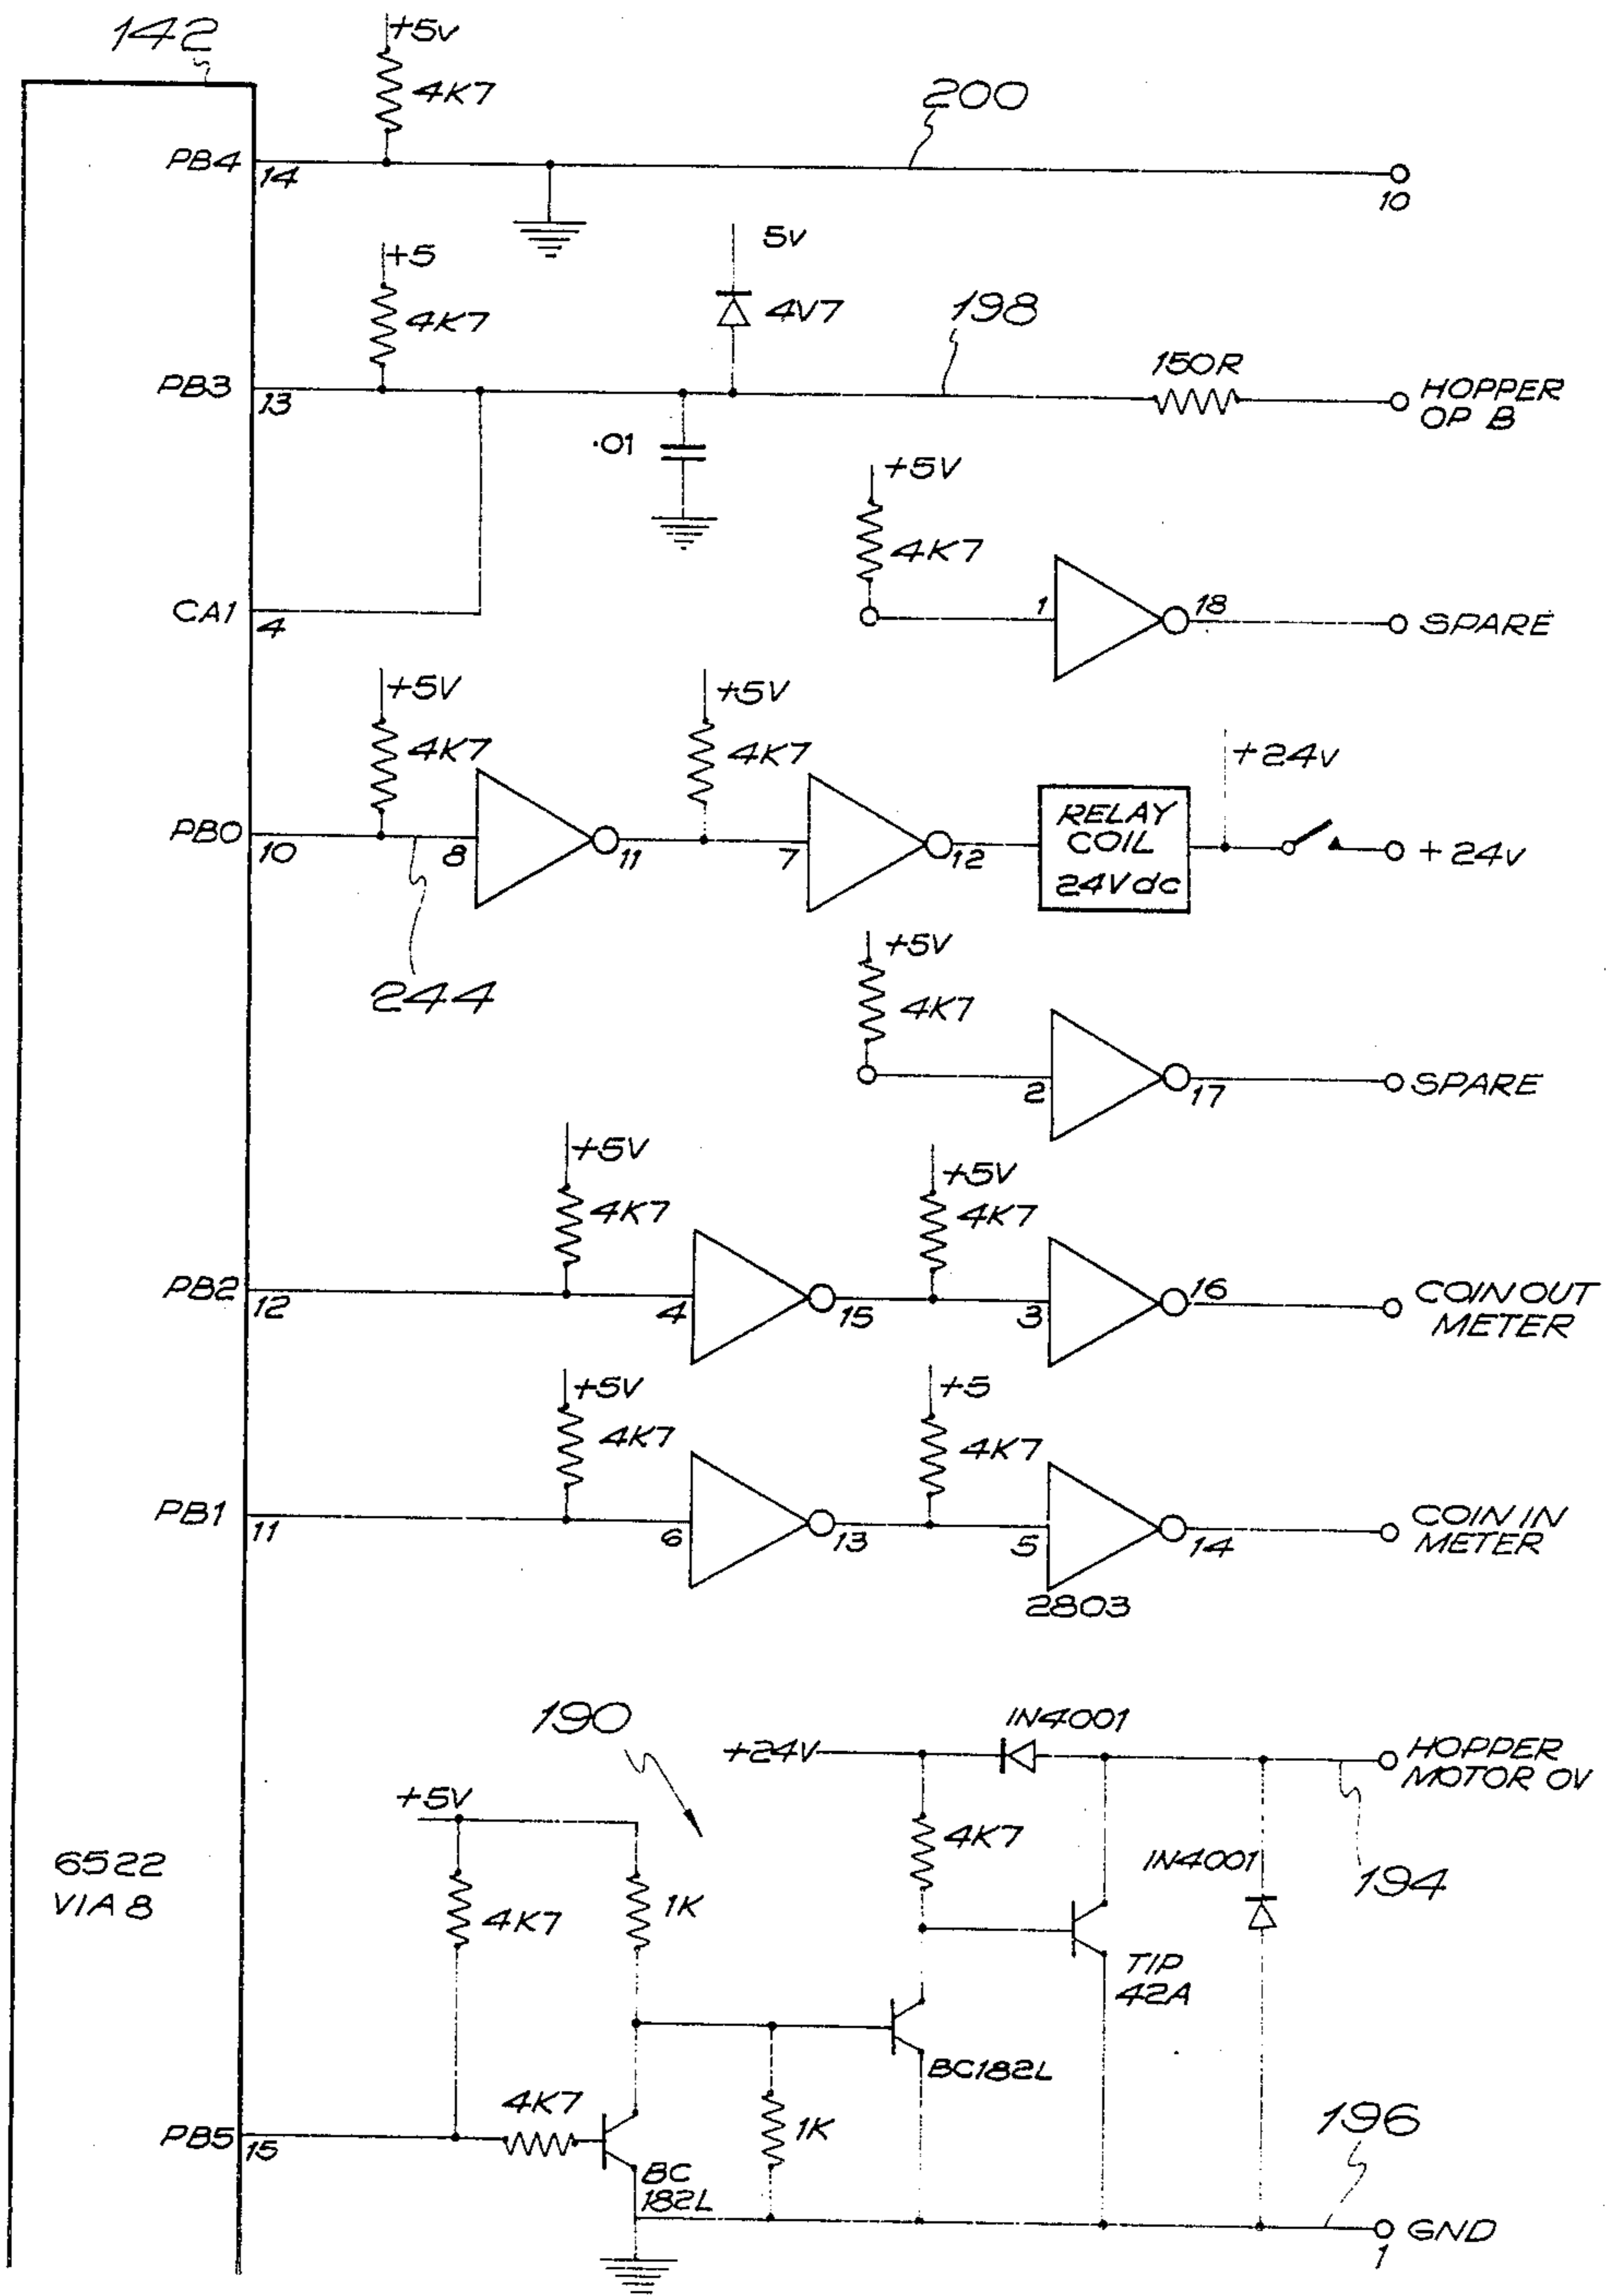 142
+5v
4K7
200
PB4
14
10
+5
4K7
5v
4V7
198
150R
PB3
13
HOPPER
OP B
.01
+5V
4K7
CA1
4
1
18
SPARE
+5V
4K7
+5V
4K7
+24v
PB0
10
8
11
7
12
RELAY
COIL
24Vdc
+24v
244
+5V
4K7
2
17
SPARE
+5V
4K7
+5V
4K7
PB2
12
4
15
3
16
COIN OUT
METER
+5V
4K7
+5
4K7
PB1
11
6
13
5
14
COIN IN
METER
2803
190
+24V
IN4001
HOPPER
MOTOR 0V
+5V
4K7
IN4001
194
6522
VIA 8
4K7
1K
TIP
42A
BC182L
4K7
1K
196
PB5
15
BC
182L
GND
1